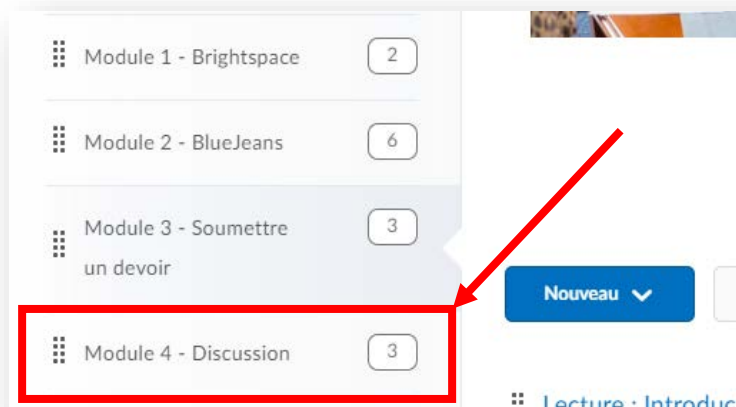 Module 1 - Brightspace 2
Module 2 - BlueJeans 6
Module 3 - Soumettre 3
un devoir
Nouveau
Module 4 - Discussion 3
Lecture :